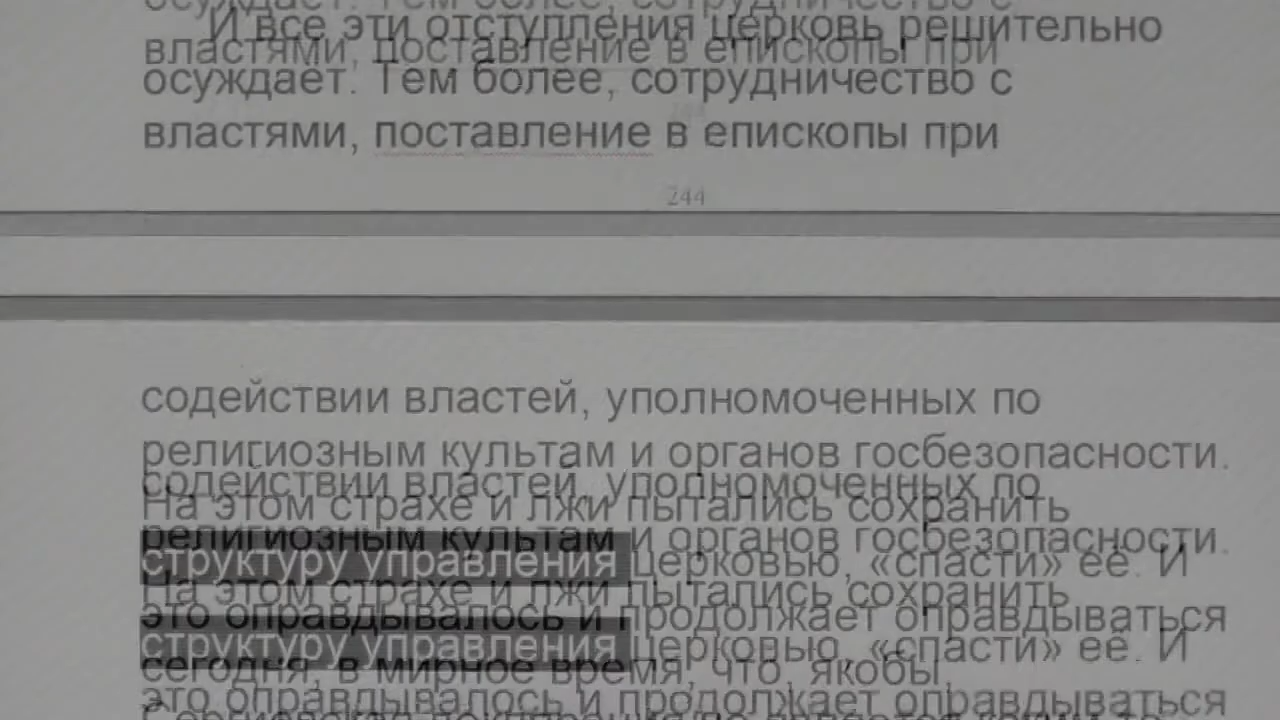 И все эти отступления церковь решительно
осуждает. Тем более, сотрудничество с
властями, поставление в епископы при
244
содействии властей, уполномоченных по
религиозным культам и органов госбезопасности.
На этом страхе и лжи пытались сохранить
структуру управления церковью, «спасти» её. И
это оправдывалось и продолжает оправдываться
сегодня, в мирное время, что, якобы